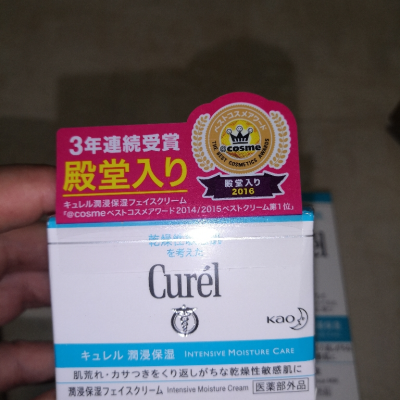 3年連続受賞
殿堂入り
キュレル潤浸保湿フェイスクリーム
「@cosmeベストコスメアワード2014/2015ベストクリーム第1位」
ベストコスメアワード
@cosme
THE BEST COSMETICS AWARDS
殿堂入り
2016
を考えた
Curél
Kao
キュレル 潤浸保湿 INTENSIVE MOISTURE CARE
肌荒れ・カサつきをくり返しがちな乾燥性敏感肌に
潤浸保湿フェイスクリーム Intensive Moisture Cream 医薬部外品